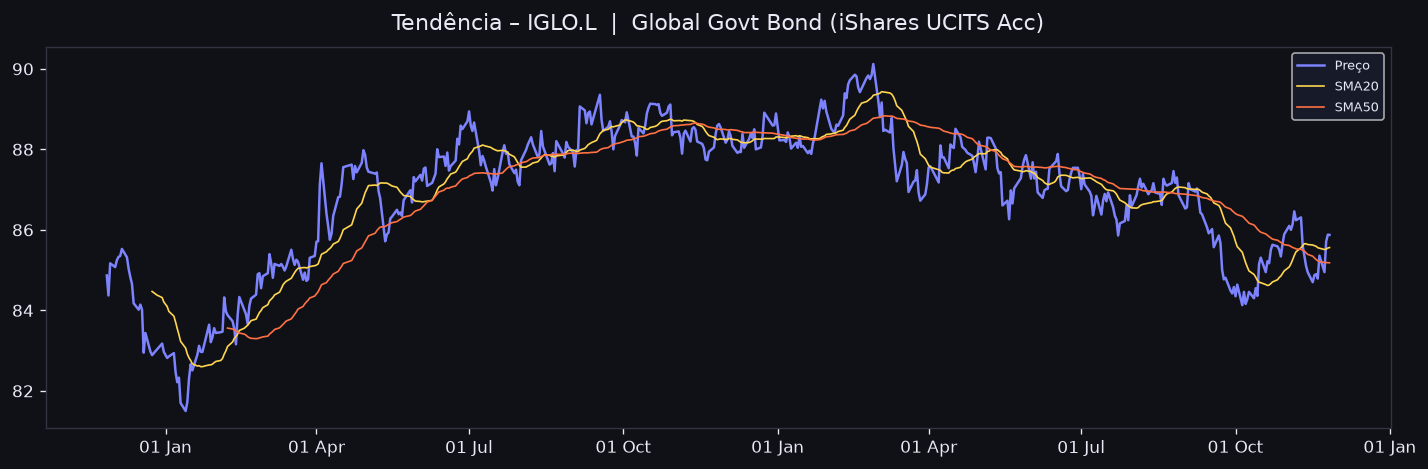 Tendência – IGLO.L | Global Govt Bond (iShares UCITS Acc)
Preço
SMA20
SMA50
90
88
86
84
82
01 Jan 01 Apr 01 Jul 01 Oct 01 Jan 01 Apr 01 Jul 01 Oct 01 Jan